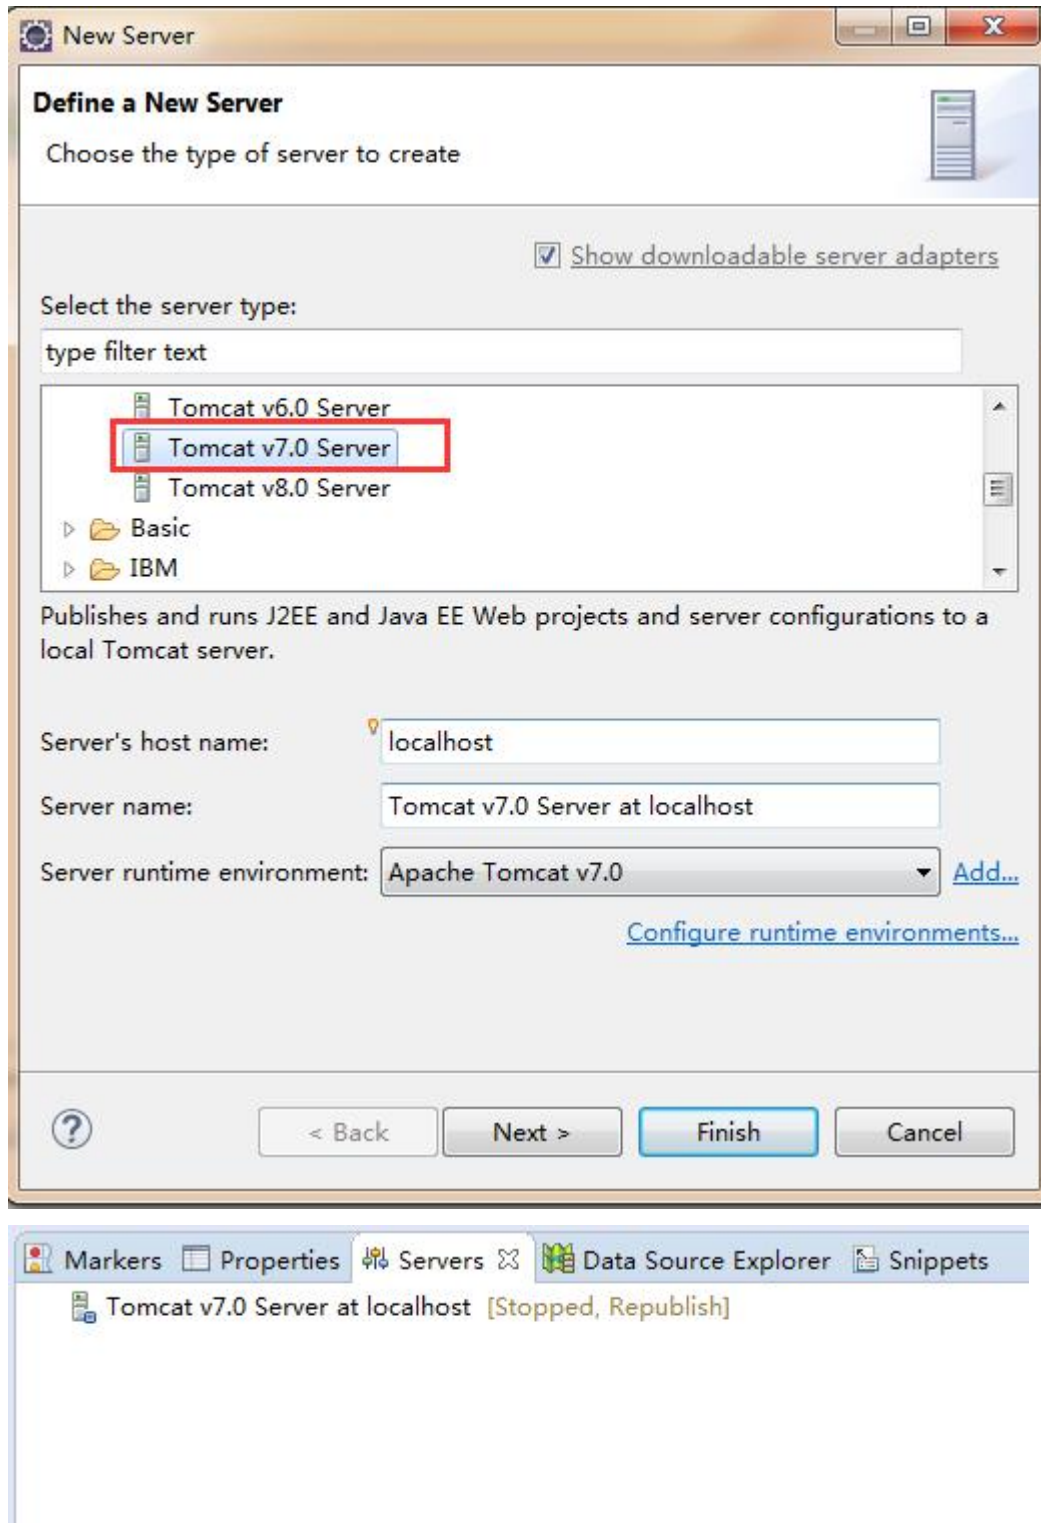 New Server
Define a New Server
Choose the type of server to create
Show downloadable server adapters
Select the server type:
type filter text
Tomcat v6.0 Server
Tomcat v7.0 Server
Tomcat v8.0 Server
Basic
IBM
Publishes and runs J2EE and Java EE Web projects and server configurations to a
local Tomcat server.
Server's host name: localhost
Server name: Tomcat v7.0 Server at localhost
Server runtime environment: Apache Tomcat v7.0 Add...
Configure runtime environments...
? < Back Next > Finish Cancel
Markers Properties Servers Data Source Explorer Snippets
Tomcat v7.0 Server at localhost [Stopped, Republish]